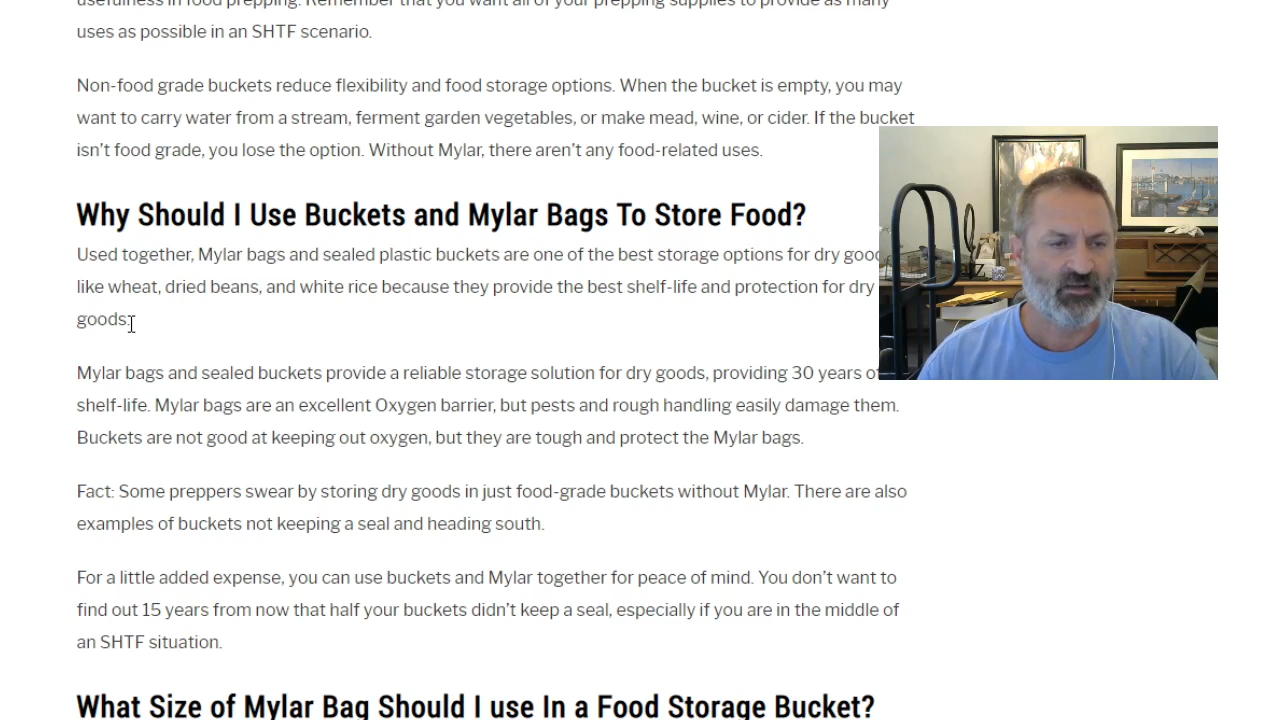 usefulness in food prepping. Remember that you want all of your prepping supplies to provide as many
uses as possible in an SHTF scenario.
Non-food grade buckets reduce flexibility and food storage options. When the bucket is empty, you may
want to carry water from a stream, ferment garden vegetables, or make mead, wine, or cider. If the bucket
isn't food grade, you lose the option. Without Mylar, there aren't any food-related uses.
Why Should I Use Buckets and Mylar Bags To Store Food?
Used together, Mylar bags and sealed plastic buckets are one of the best storage options for dry goo
like wheat, dried beans, and white rice because they provide the best shelf-life and protection for dry
goods.
Mylar bags and sealed buckets provide a reliable storage solution for dry goods, providing 30 years o
shelf-life. Mylar bags are an excellent Oxygen barrier, but pests and rough handling easily damage them.
Buckets are not good at keeping out oxygen, but they are tough and protect the Mylar bags.
Fact: Some preppers swear by storing dry goods in just food-grade buckets without Mylar. There are also
examples of buckets not keeping a seal and heading south.
For a little added expense, you can use buckets and Mylar together for peace of mind. You don't want to
find out 15 years from now that half your buckets didn't keep a seal, especially if you are in the middle of
an SHTF situation.
What Size of Mylar Bag Should I use In a Food Storage Bucket?